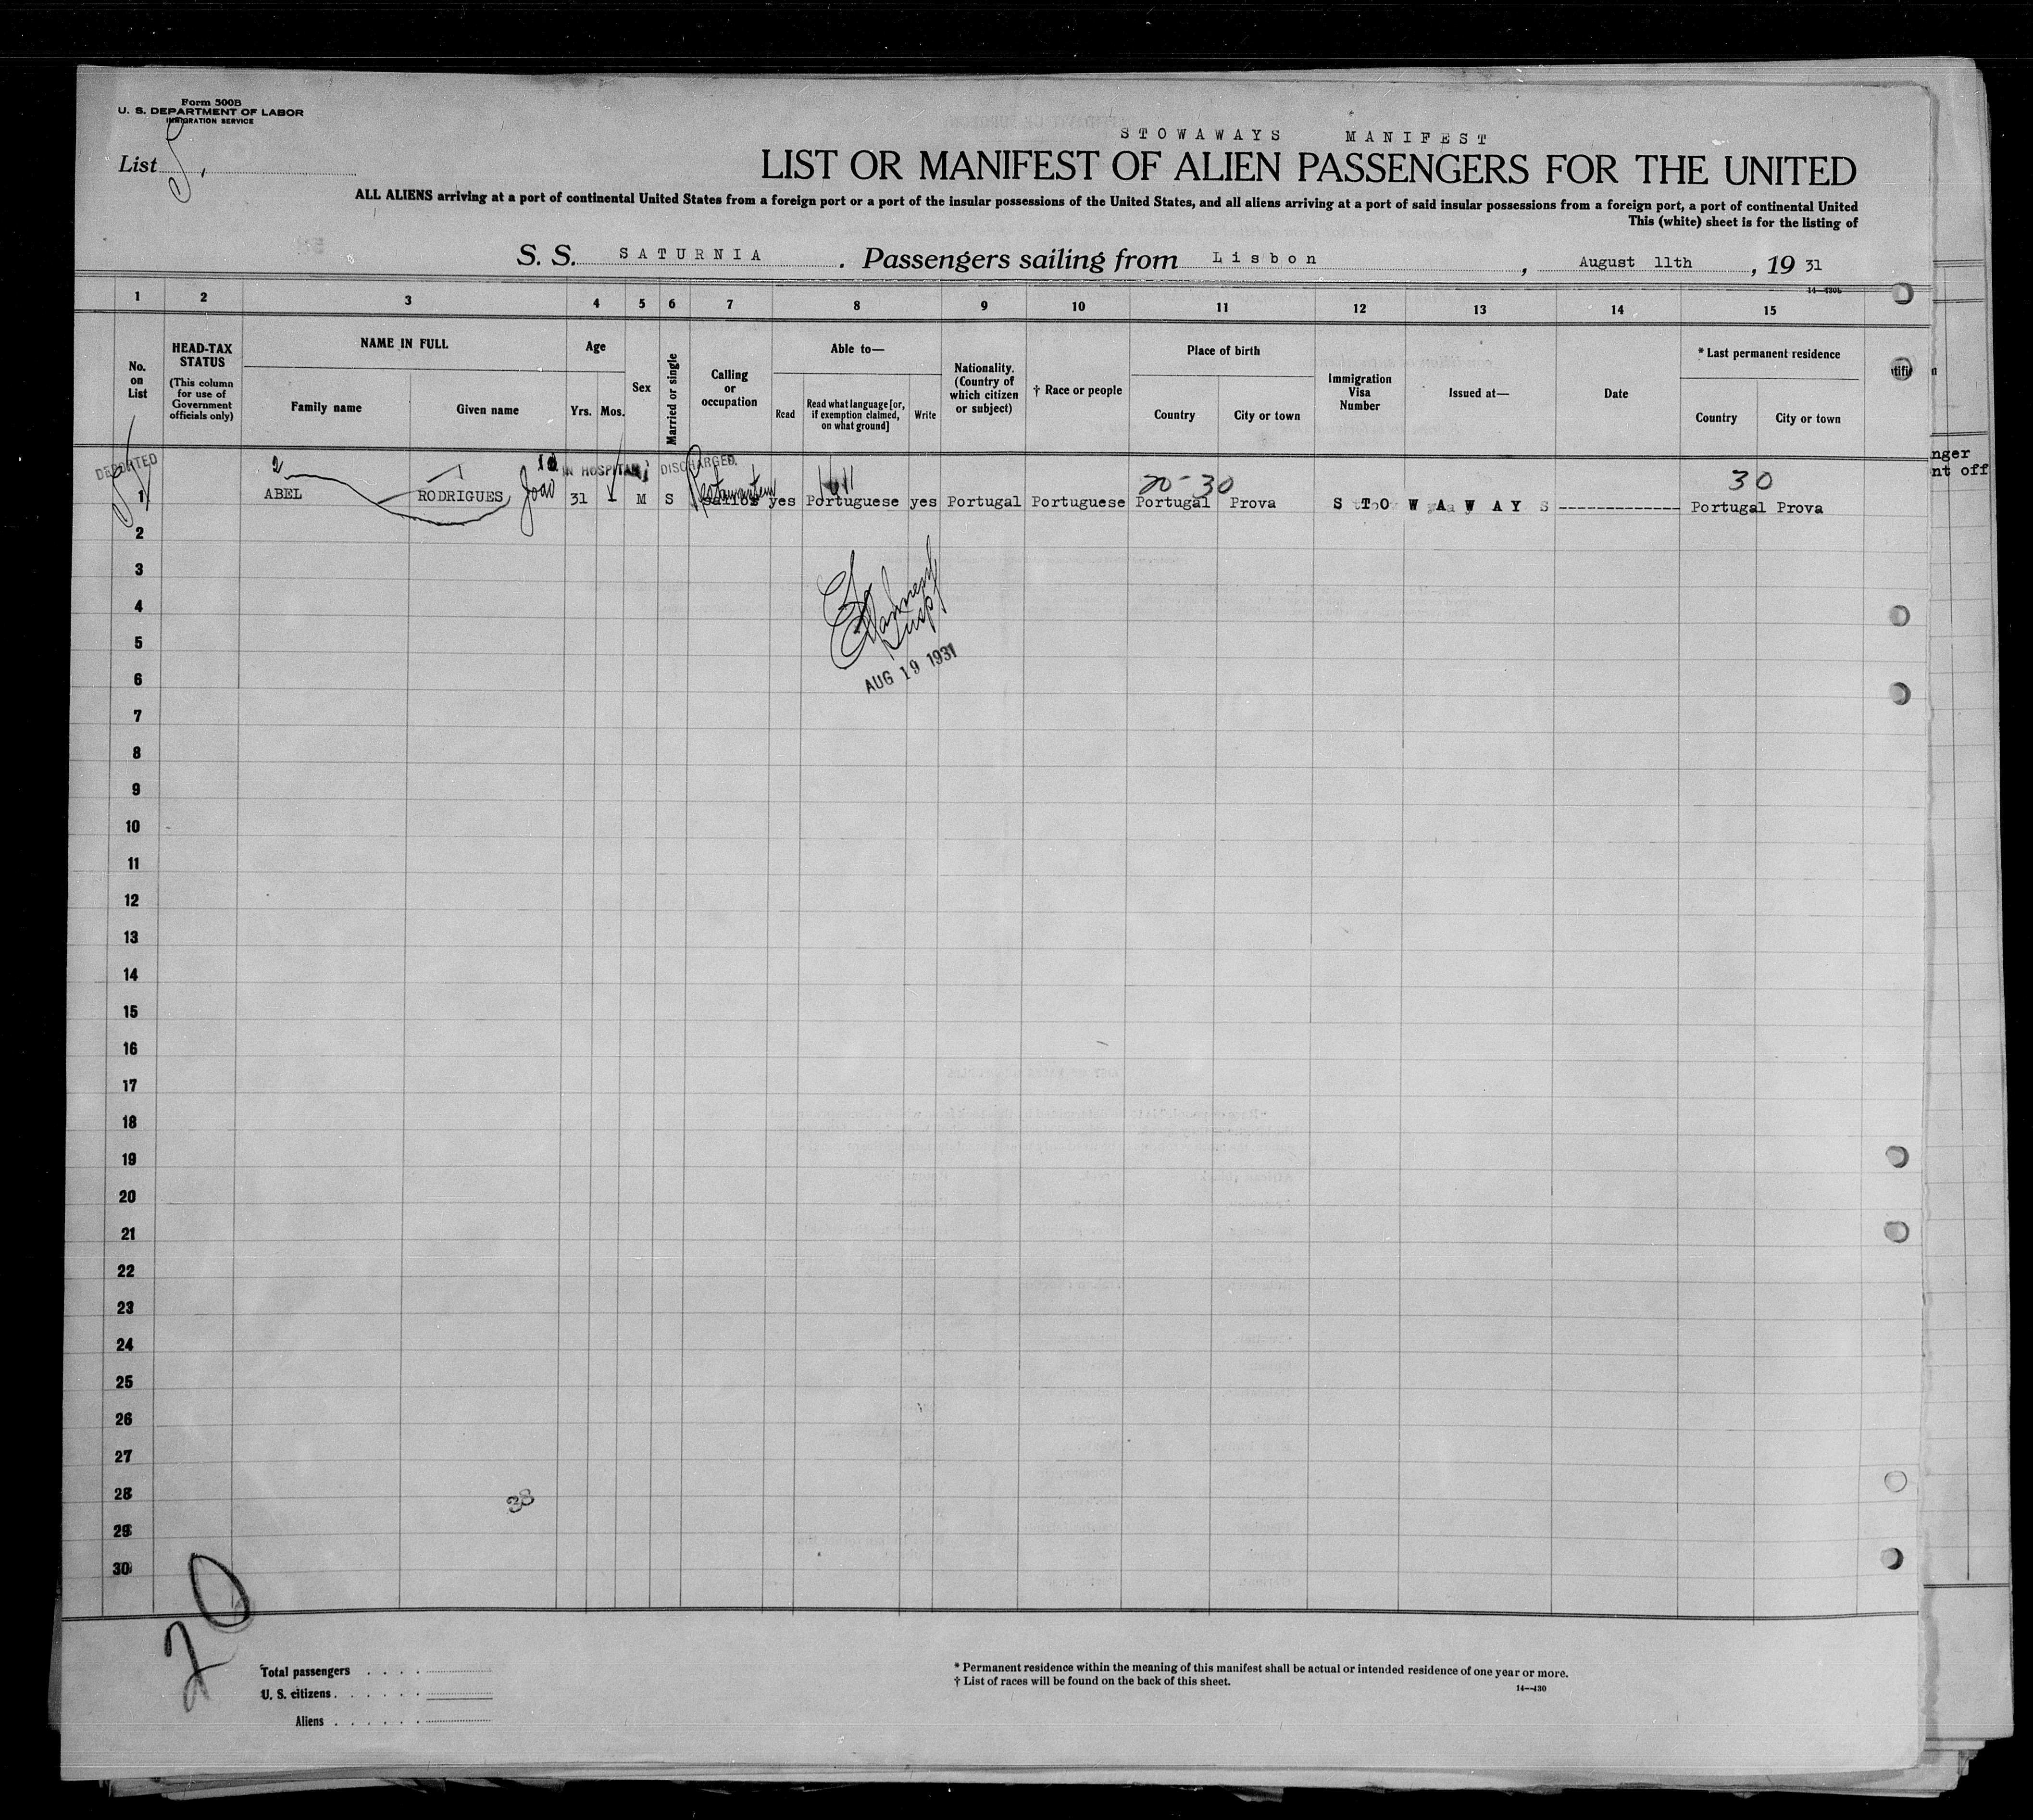 Form 500B
U. S. DEPARTMENT OF LABOR
IMMIGRATION SERVICE
List
STOWAWAYS MANIFEST
LIST OR MANIFEST OF ALIEN PASSENGERS FOR THE UNITED
ALL ALIENS arriving at a port of continental United States from a foreign port or a port of the insular possessions of the United States, and all aliens arriving at a port of said insular possessions from a foreign port, a port of continental United
This (white) sheet is for the listing of
S. S. SATURNIA. Passengers sailing from Lisbon, August 11th, 19 31
14—430b
1 2 3 4 5 6 7 8 9 10 11 12 13 14 15
No. on List
HEAD-TAX STATUS
(This column for use of Government officials only)
NAME IN FULL
Family name
Given name
Age
Yrs. Mos.
Sex
Married or single
Calling or occupation
Able to—
Read
Read what language [or, if exemption claimed, on what ground]
Write
Nationality. (Country of which citizen or subject)
† Race or people
Place of birth
Country
City or town
Immigration Visa Number
Issued at—
Date
* Last permanent residence
Country
City or town
nger
nt off
DEPORTED
2 1
IN HOSPITAL; DISCHARGED.
20-30
30
1 ABEL RODRIGUES João 31 M S sailor yes Portuguese yes Portugal Portuguese Portugal Prova STOWAWAYS Portugal Prova
2
3
4
5
6
AUG 19 1931
7
8
9
10
11
12
13
14
15
16
17
18
19
20
21
22
23
24
25
26
27
28
38
29
30
20
Total passengers
U. S. citizens
Aliens
* Permanent residence within the meaning of this manifest shall be actual or intended residence of one year or more.
† List of races will be found on the back of this sheet.
14—430